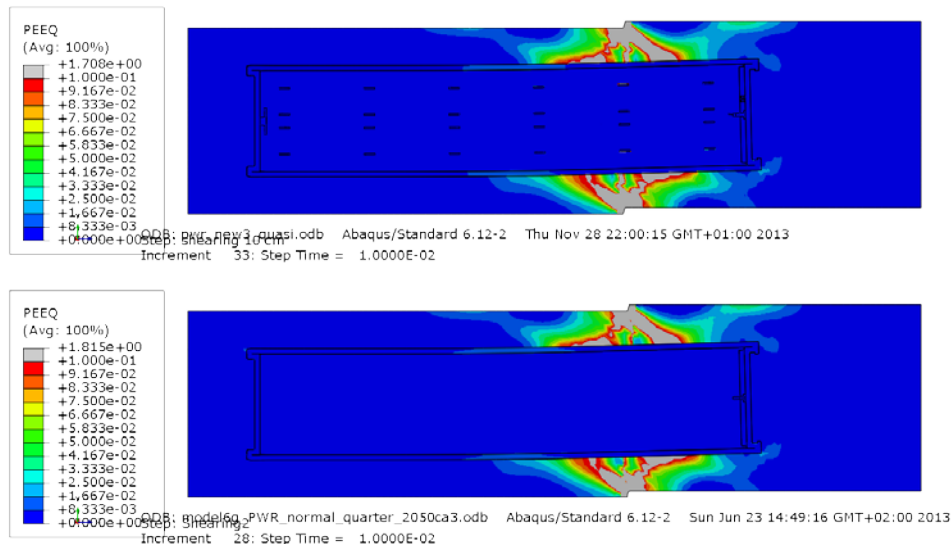 PEEQ
(Avg: 100%)
+1.708e+00
+1.000e-01
+9.167e-02
+8.333e-02
+7.500e-02
+6.667e-02
+5.833e-02
+5.000e-02
+4.167e-02
+3.333e-02
+2.500e-02
+1.667e-02
+8.333e-03
+0.000e+00
ODB: pwr_new3_quasi.odb Abaqus/Standard 6.12-2 Thu Nov 28 22:00:15 GMT+01:00 2013
Step: shearing 10 cm
Increment 33: Step Time = 1.0000E-02
PEEQ
(Avg: 100%)
+1.815e+00
+1.000e-01
+9.167e-02
+8.333e-02
+7.500e-02
+6.667e-02
+5.833e-02
+5.000e-02
+4.167e-02
+3.333e-02
+2.500e-02
+1.667e-02
+8.333e-03
+0.000e+00
ODB: model6g_PWR_normal_quarter_2050ca3.odb Abaqus/Standard 6.12-2 Sun Jun 23 14:49:16 GMT+02:00 2013
Step: Shearing2
Increment 28: Step Time = 1.0000E-02